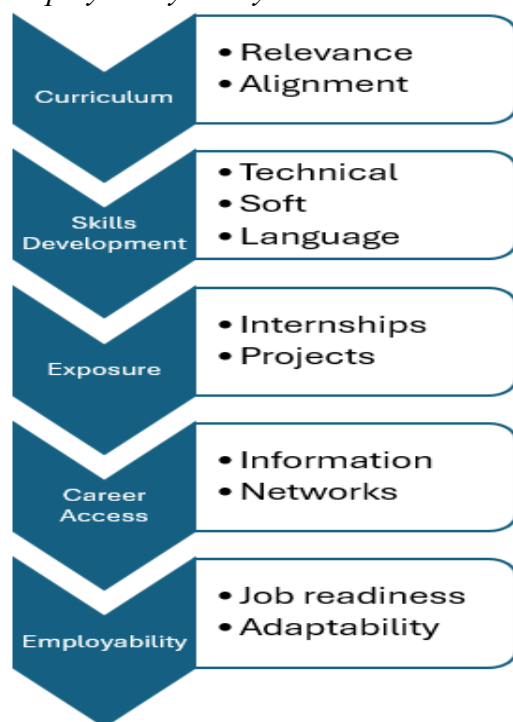 Curriculum
• Relevance
• Alignment
Skills
Development
• Technical
• Soft
• Language
Exposure
• Internships
• Projects
Career
Access
• Information
• Networks
Employability
• Job readiness
• Adaptability